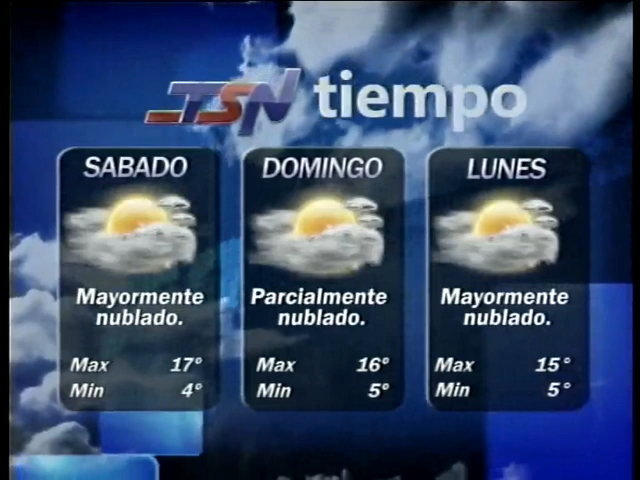 TSN tiempo
SABADO
Mayormente
nublado.
Max 17°
Min 4°
DOMINGO
Parcialmente
nublado.
Max 16°
Min 5°
LUNES
Mayormente
nublado.
Max 15°
Min 5°